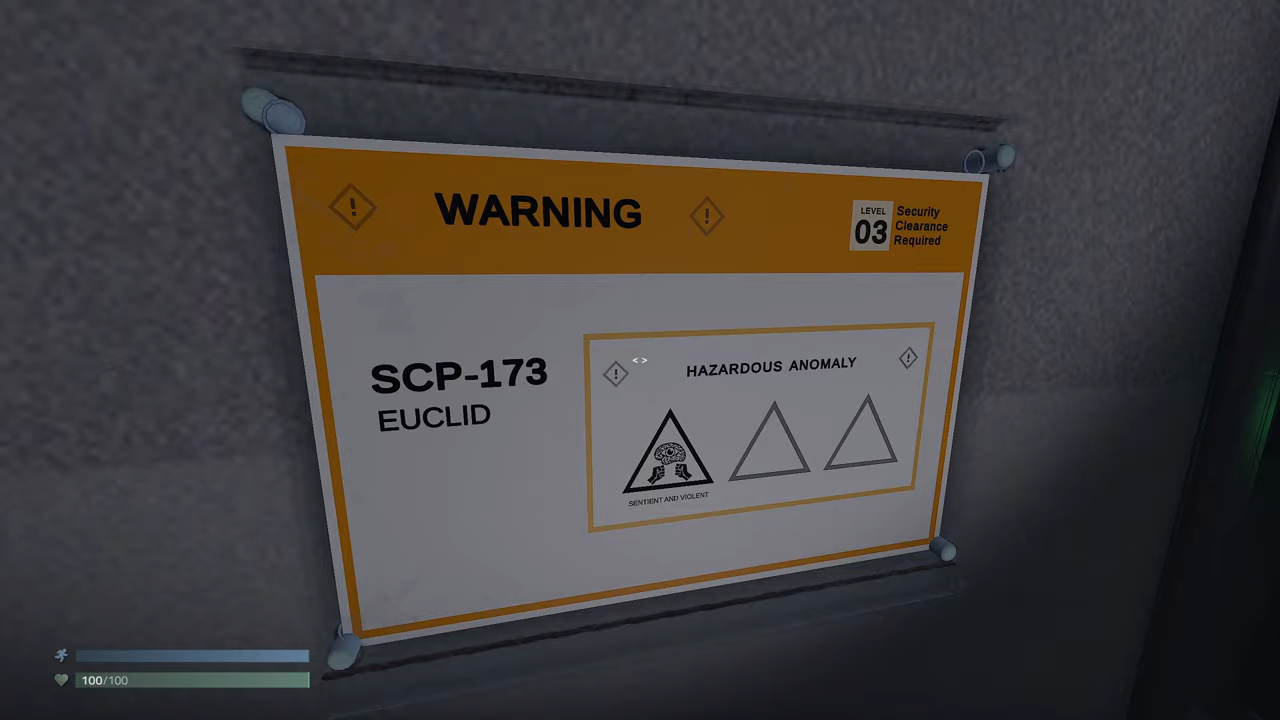 WARNING
LEVEL
03
Security
Clearance
Required
SCP-173
EUCLID
HAZARDOUS ANOMALY
SENTIENT AND VIOLENT
100/100